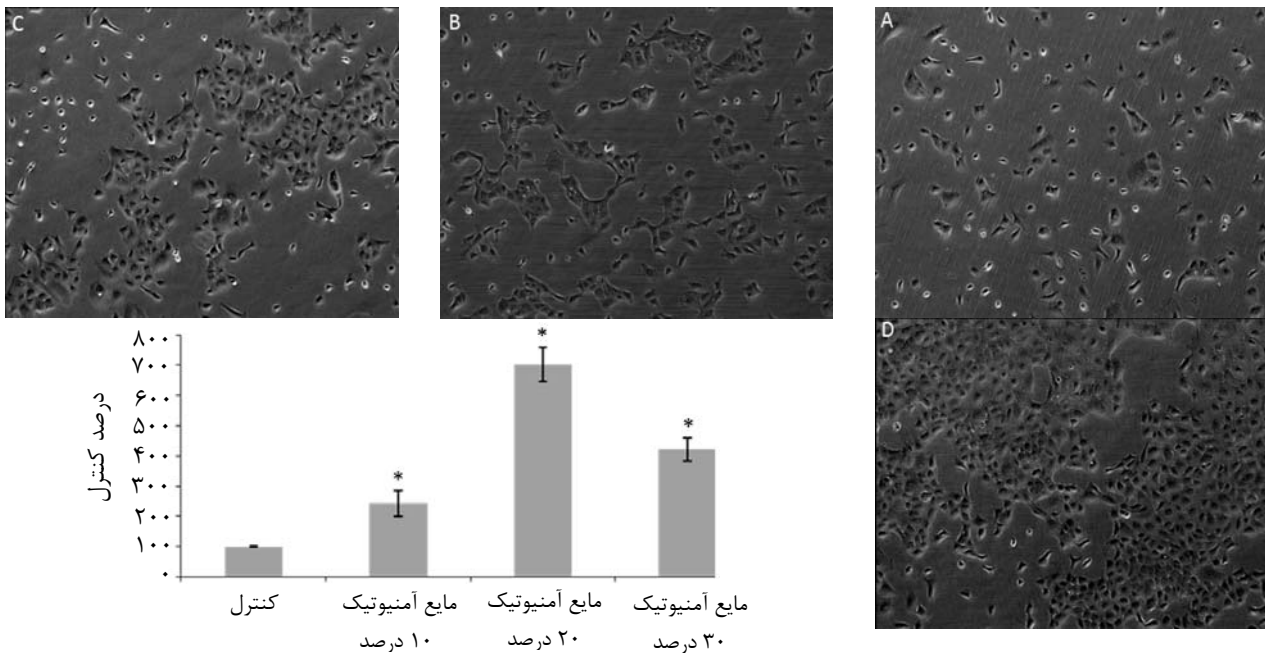 C
B
A
D
درصد کنترل
۸۰۰
۷۰۰
۶۰۰
۵۰۰
۴۰۰
۳۰۰
۲۰۰
۱۰۰
۰
*
*
*
کنترل
مایع آمنیوتیک
۱۰ درصد
مایع آمنیوتیک
۲۰ درصد
مایع آمنیوتیک
۳۰ درصد